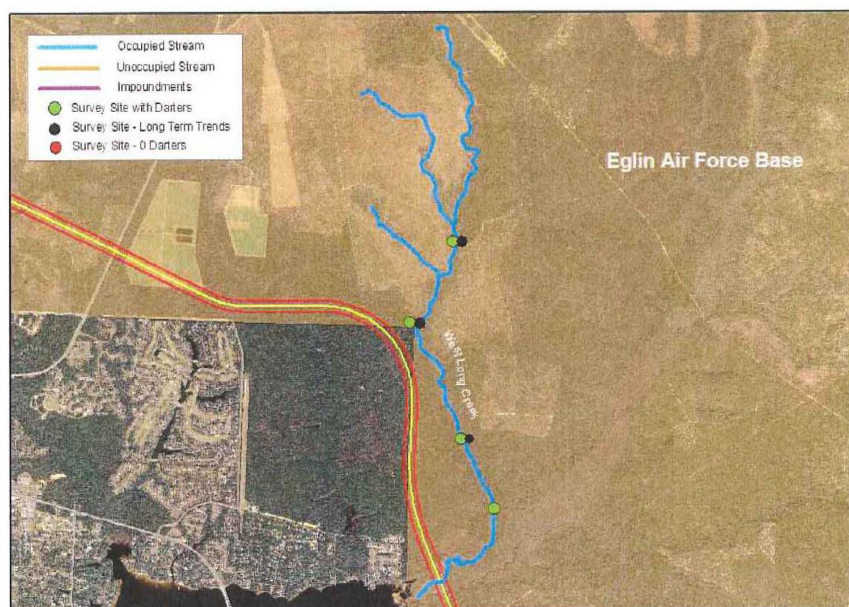 Occupied Stream
Unoccupied Stream
Impoundments
Survey Site with Darters
Survey Site - Long Term Trends
Survey Site - 0 Darters
Eglin Air Force Base
West Long Creek